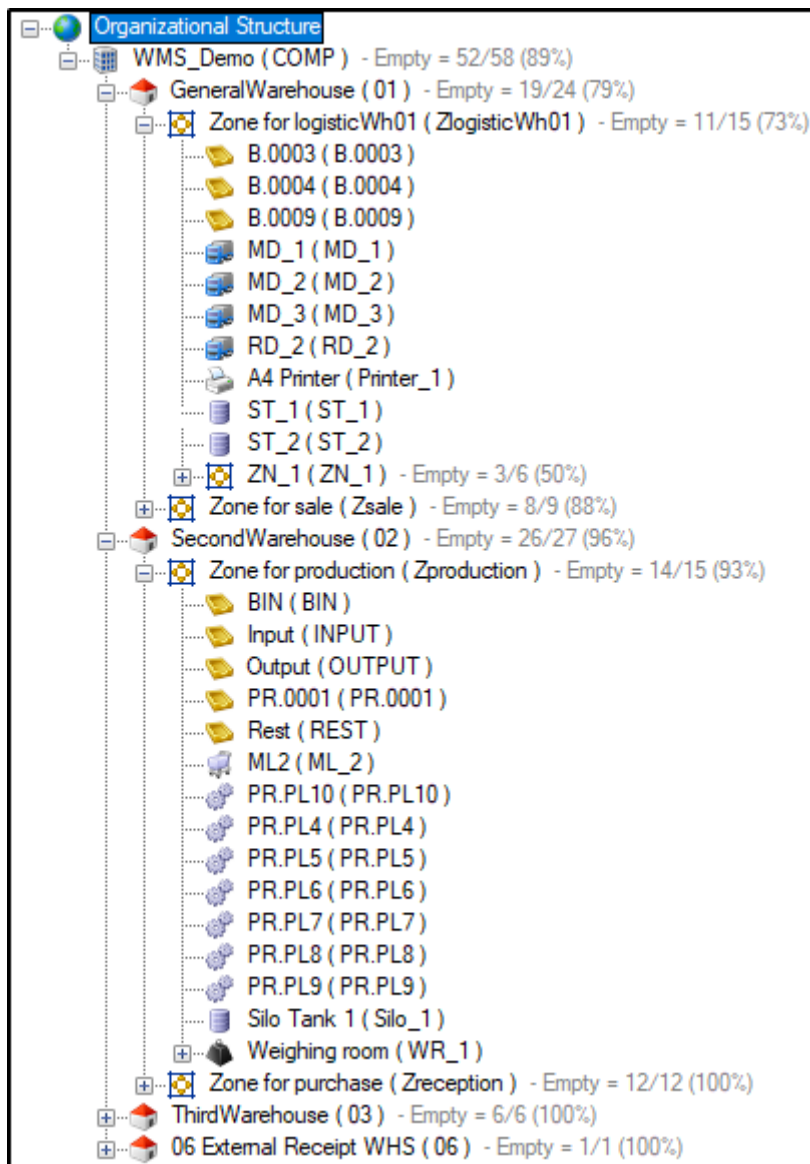 Organizational Structure
WMS_Demo ( COMP ) - Empty = 52/58 (89%)
GeneralWarehouse ( 01 ) - Empty = 19/24 (79%)
Zone for logisticWh01 ( ZlogisticWh01 ) - Empty = 11/15 (73%)
B.0003 ( B.0003 )
B.0004 ( B.0004 )
B.0009 ( B.0009 )
MD_1 ( MD_1 )
MD_2 ( MD_2 )
MD_3 ( MD_3 )
RD_2 ( RD_2 )
A4 Printer ( Printer_1 )
ST_1 ( ST_1 )
ST_2 ( ST_2 )
ZN_1 ( ZN_1 ) - Empty = 3/6 (50%)
Zone for sale ( Zsale ) - Empty = 8/9 (88%)
SecondWarehouse ( 02 ) - Empty = 26/27 (96%)
Zone for production ( Zproduction ) - Empty = 14/15 (93%)
BIN ( BIN )
Input ( INPUT )
Output ( OUTPUT )
PR.0001 ( PR.0001 )
Rest ( REST )
ML2 ( ML_2 )
PR.PL10 ( PR.PL10 )
PR.PL4 ( PR.PL4 )
PR.PL5 ( PR.PL5 )
PR.PL6 ( PR.PL6 )
PR.PL7 ( PR.PL7 )
PR.PL8 ( PR.PL8 )
PR.PL9 ( PR.PL9 )
Silo Tank 1 ( Silo_1 )
Weighing room ( WR_1 )
Zone for purchase ( Zreception ) - Empty = 12/12 (100%)
ThirdWarehouse ( 03 ) - Empty = 6/6 (100%)
06 External Receipt WHS ( 06 ) - Empty = 1/1 (100%)